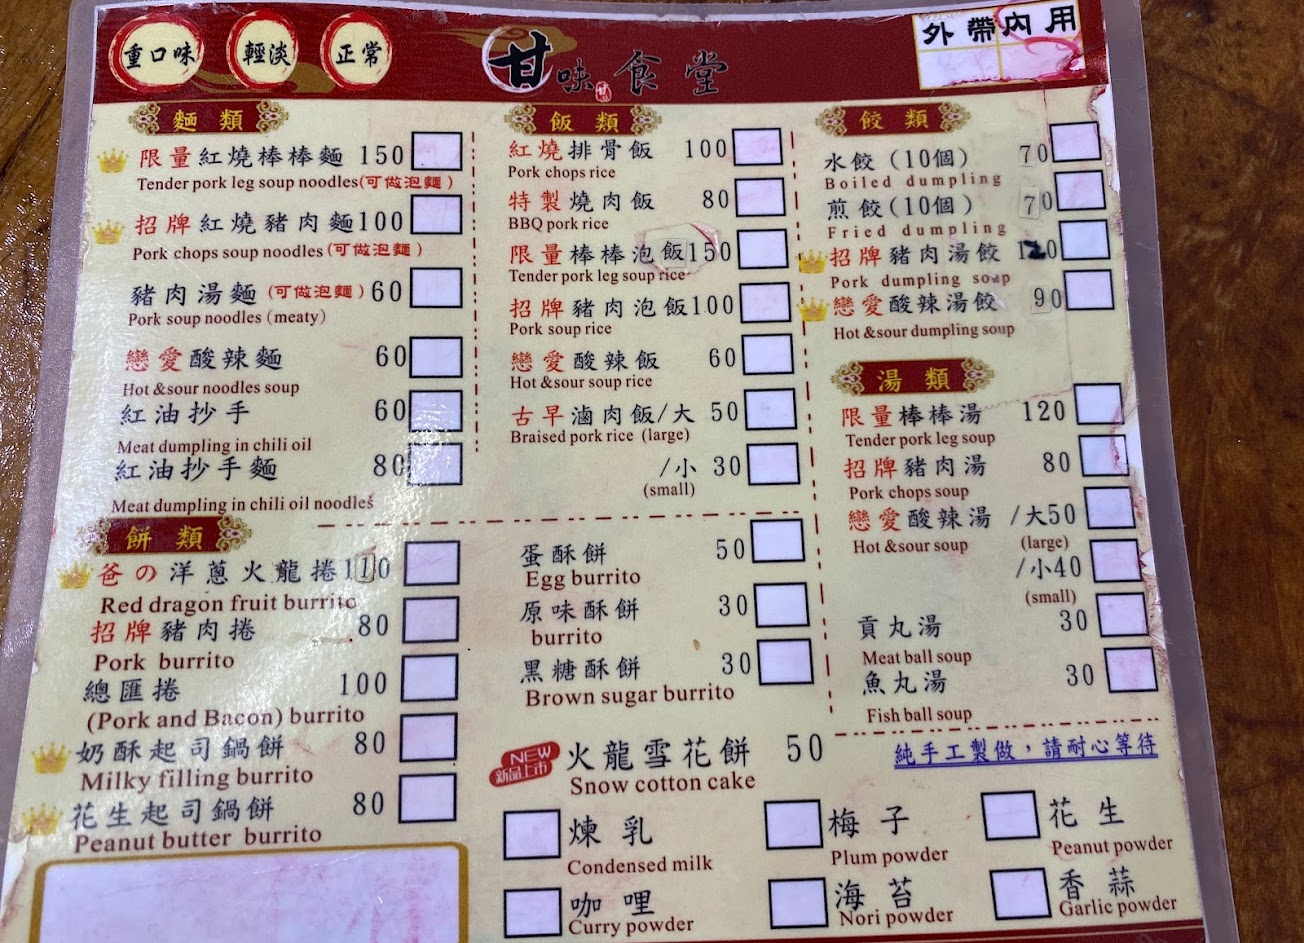 重口味 輕淡 正常
甘味食堂
外帶內用
麵類
限量紅燒棒棒麵 150
Tender pork leg soup noodles(可做泡麵)
招牌紅燒豬肉麵100
Pork chops soup noodles(可做泡麵)
豬肉湯麵(可做泡麵) 60
Pork soup noodles (meaty)
戀愛酸辣麵 60
Hot &sour noodles soup
紅油抄手 60
Meat dumpling in chili oil
紅油抄手麵 80
Meat dumpling in chili oil noodles
飯類
紅燒排骨飯 100
Pork chops rice
特製燒肉飯 80
BBQ pork rice
限量棒棒泡飯150
Tender pork leg soup rice
招牌豬肉泡飯100
Pork soup rice
戀愛酸辣飯 60
Hot &sour soup rice
古早滷肉飯/大 50
Braised pork rice (large)
/小 30
(small)
餃類
水餃(10個) 70
Boiled dumpling
煎餃(10個) 70
Fried dumpling
招牌豬肉湯餃 120
Pork dumpling soup
戀愛酸辣湯餃 90
Hot &sour dumpling soup
湯類
限量棒棒湯 120
Tender pork leg soup
招牌豬肉湯 80
Pork chops soup
戀愛酸辣湯 /大50
Hot &sour soup (large)
/小40
(small)
貢丸湯 30
Meat ball soup
魚丸湯 30
Fish ball soup
純手工製做，請耐心等待
餅類
爸の洋蔥火龍捲110
Red dragon fruit burrito
招牌豬肉捲 80
Pork burrito
總匯捲 100
(Pork and Bacon) burrito
奶酥起司鍋餅 80
Milky filling burrito
花生起司鍋餅 80
Peanut butter burrito
蛋酥餅 50
Egg burrito
原味酥餅 30
burrito
黑糖酥餅 30
Brown sugar burrito
NEW
新品上市
火龍雪花餅 50
Snow cotton cake
煉乳
Condensed milk
梅子
Plum powder
花生
Peanut powder
咖哩
Curry powder
海苔
Nori powder
香蒜
Garlic powder